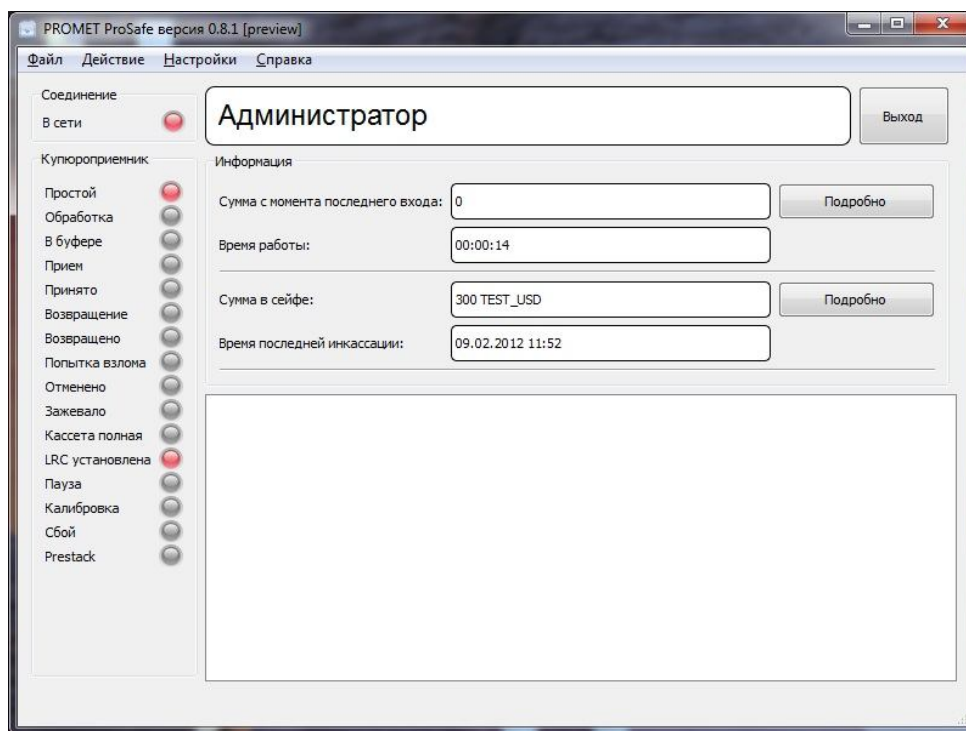 PROMET ProSafe версия 0.8.1 [preview]
Файл Действие Настройки Справка
Соединение
В сети
Администратор
Выход
Купюроприемник
Простой
Обработка
В буфере
Прием
Принято
Возвращение
Возвращено
Попытка взлома
Отменено
Зажевало
Кассета полная
LRC установлена
Пауза
Калибровка
Сбой
Prestack
Информация
Сумма с момента последнего входа: 0 Подробно
Время работы: 00:00:14
Сумма в сейфе: 300 TEST_USD Подробно
Время последней инкассации: 09.02.2012 11:52